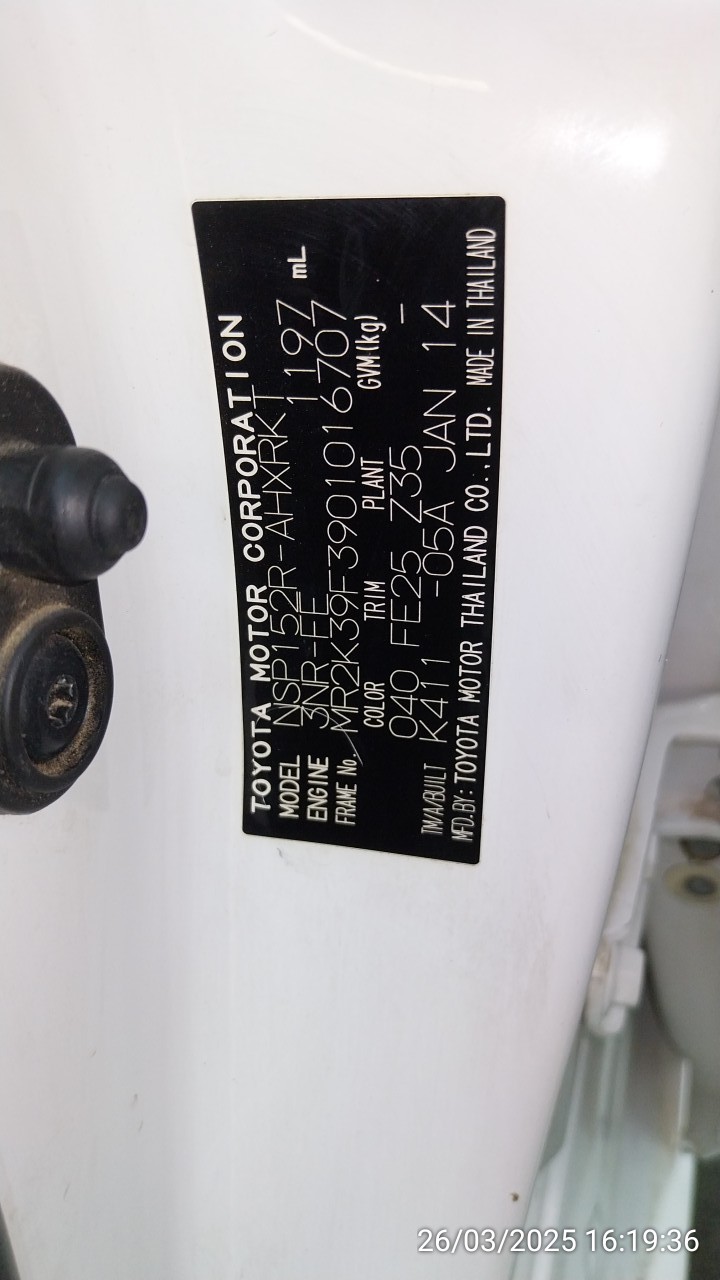 TOYOTA MOTOR CORPORATION
MODEL NSP152R-AHXRKT
ENGINE 3NR-FE 1197 mL
FRAME No. MR2K39F3901016707
COLOR TRIM PLANT GVM(kg)
040 FE25 Z35 -
TM/A/BUILT K411 -05A JAN 14
MFD.BY: TOYOTA MOTOR THAILAND CO.,LTD. MADE IN THAILAND
26/03/2025 16:19:36